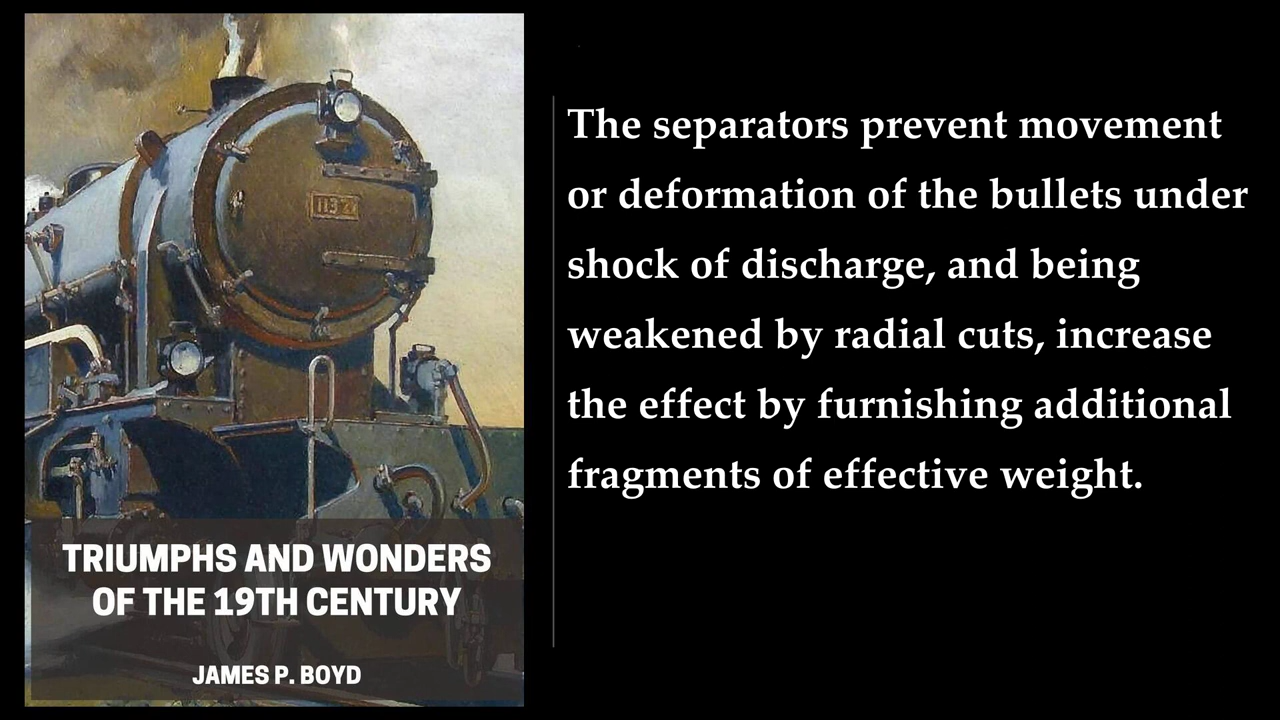 The separators prevent movement
or deformation of the bullets under
shock of discharge, and being
weakened by radial cuts, increase
the effect by furnishing additional
fragments of effective weight.
TRIUMPHS AND WONDERS
OF THE 19TH CENTURY
JAMES P. BOYD